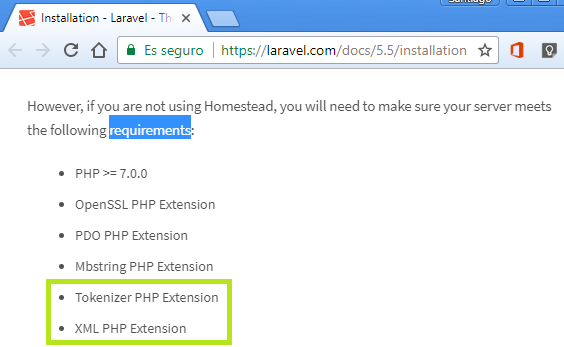 santiago
Installation - Laravel - Th
Es seguro https://laravel.com/docs/5.5/installation
However, if you are not using Homestead, you will need to make sure your server meets
the following requirements:
PHP >= 7.0.0
OpenSSL PHP Extension
PDO PHP Extension
Mbstring PHP Extension
Tokenizer PHP Extension
XML PHP Extension